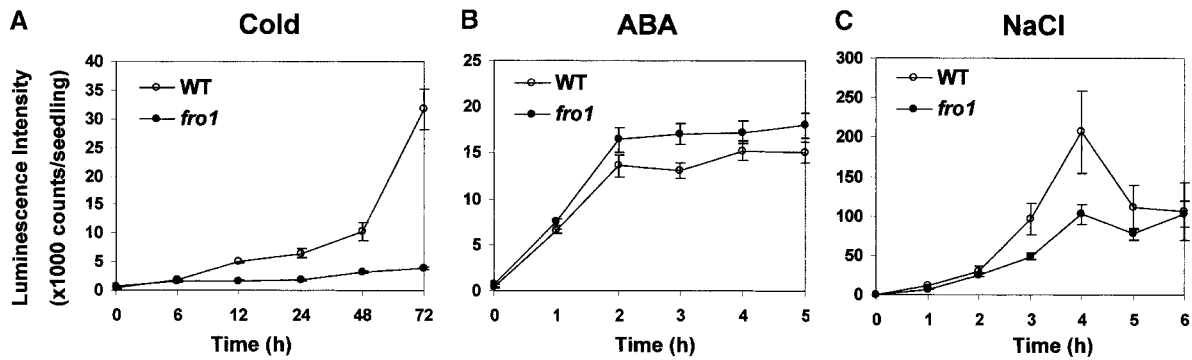 A
Cold
Luminescence Intensity
(x1000 counts/seedling)
40
35
30
25
20
15
10
5
0
WT
fro1
0 6 12 24 48 72
Time (h)
B
ABA
25
20
15
10
5
0
WT
fro1
0 1 2 3 4 5
Time (h)
C
NaCl
300
250
200
150
100
50
0
WT
fro1
0 1 2 3 4 5 6
Time (h)